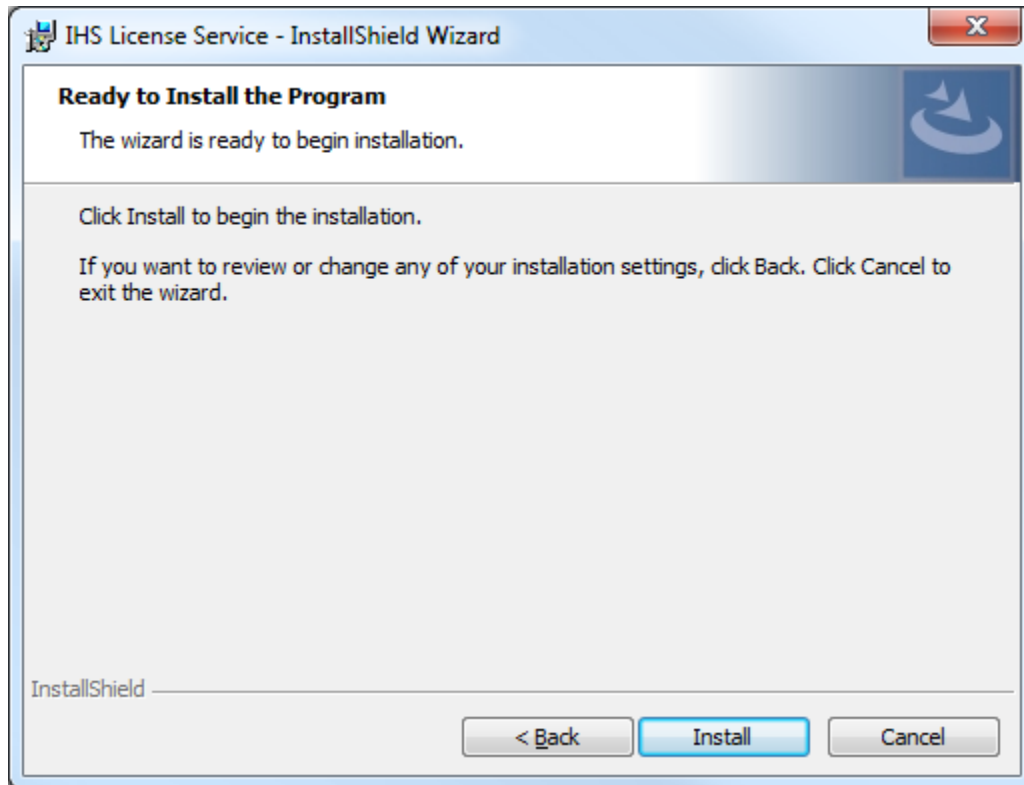 IHS License Service - InstallShield Wizard
Ready to Install the Program
The wizard is ready to begin installation.
Click Install to begin the installation.
If you want to review or change any of your installation settings, click Back. Click Cancel to
exit the wizard.
InstallShield
< Back
Install
Cancel